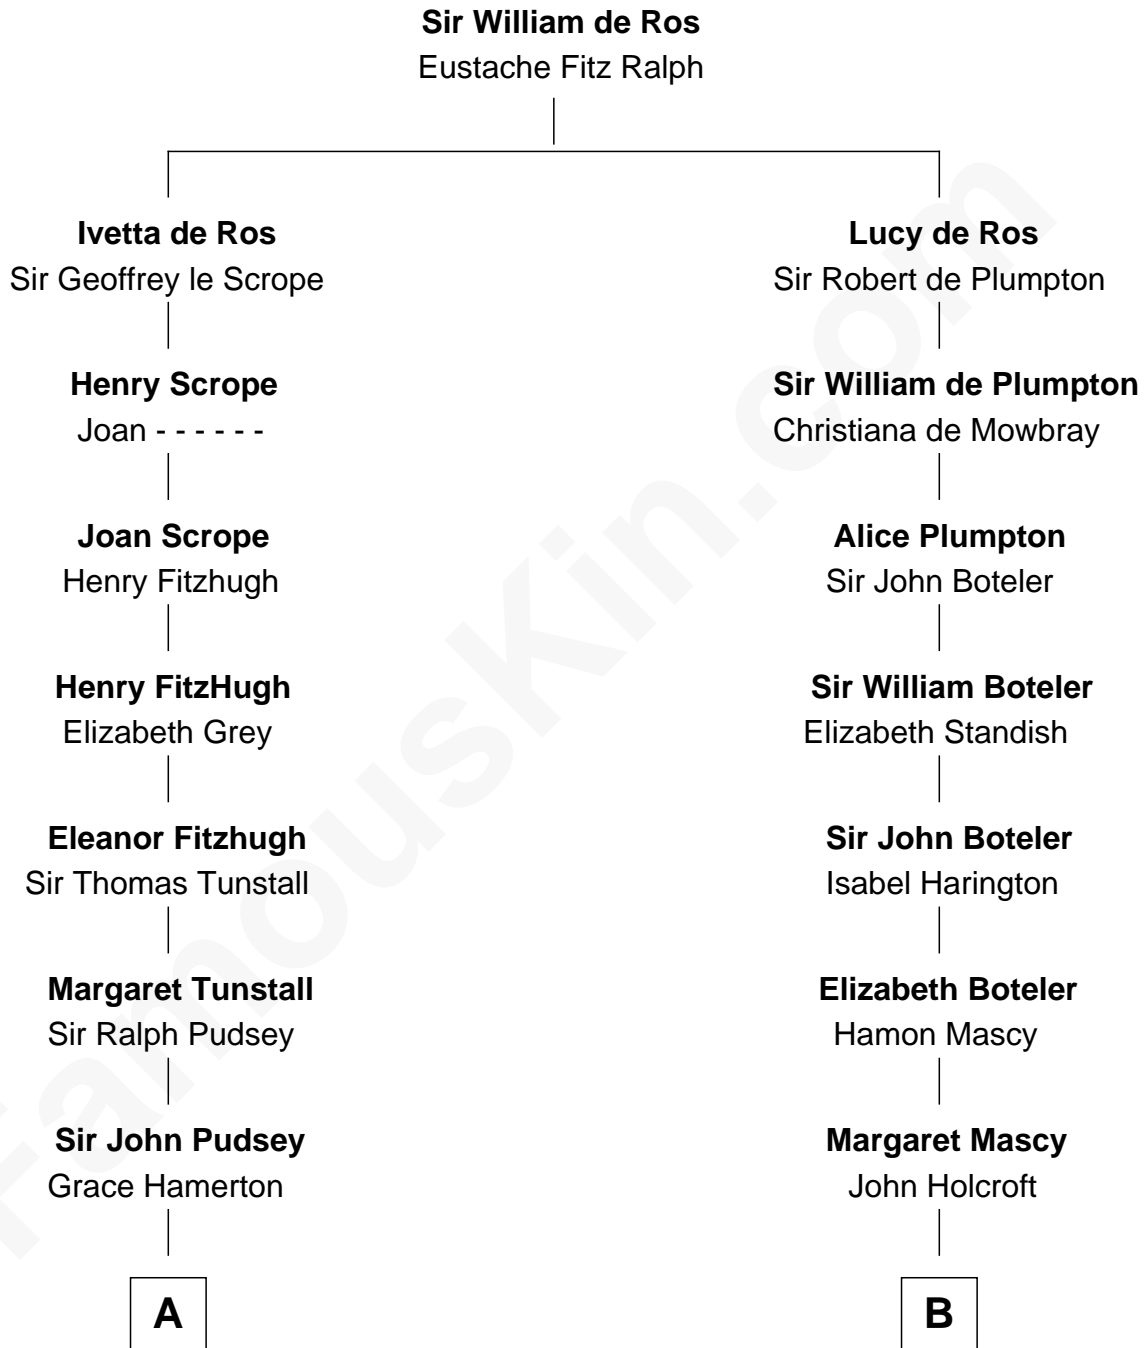 Sir William de Ros
Eustache Fitz Ralph
Ivetta de Ros
Sir Geoffrey le Scrope
Lucy de Ros
Sir Robert de Plumpton
Henry Scrope
Joan - - - - - -
Sir William de Plumpton
Christiana de Mowbray
Joan Scrope
Henry Fitzhugh
Alice Plumpton
Sir John Boteler
Henry FitzHugh
Elizabeth Grey
Sir William Boteler
Elizabeth Standish
Eleanor Fitzhugh
Sir Thomas Tunstall
Sir John Boteler
Isabel Harington
Margaret Tunstall
Sir Ralph Pudsey
Elizabeth Boteler
Hamon Mascy
Sir John Pudsey
Grace Hamerton
Margaret Mascy
John Holcroft
A
B
FamousKin.com